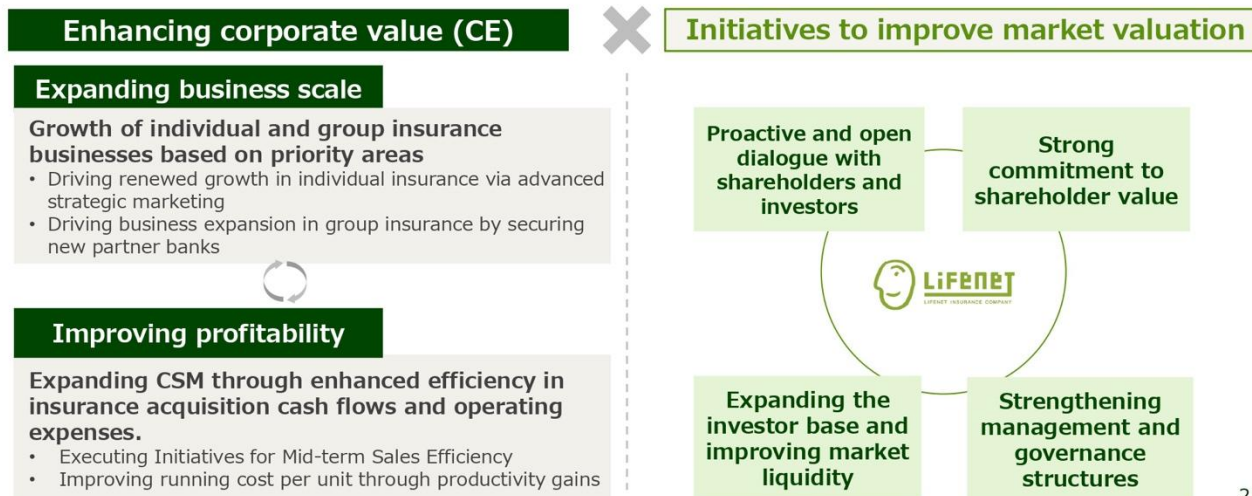 Enhancing corporate value (CE)
Initiatives to improve market valuation
Expanding business scale
Growth of individual and group insurance
businesses based on priority areas
• Driving renewed growth in individual insurance via advanced
strategic marketing
• Driving business expansion in group insurance by securing
new partner banks
Improving profitability
Expanding CSM through enhanced efficiency in
insurance acquisition cash flows and operating
expenses.
• Executing Initiatives for Mid-term Sales Efficiency
• Improving running cost per unit through productivity gains
Proactive and open
dialogue with
shareholders and
investors
Strong
commitment to
shareholder value
LIFENET
LIFENET INSURANCE COMPANY
Expanding the
investor base and
improving market
liquidity
Strengthening
management and
governance
structures